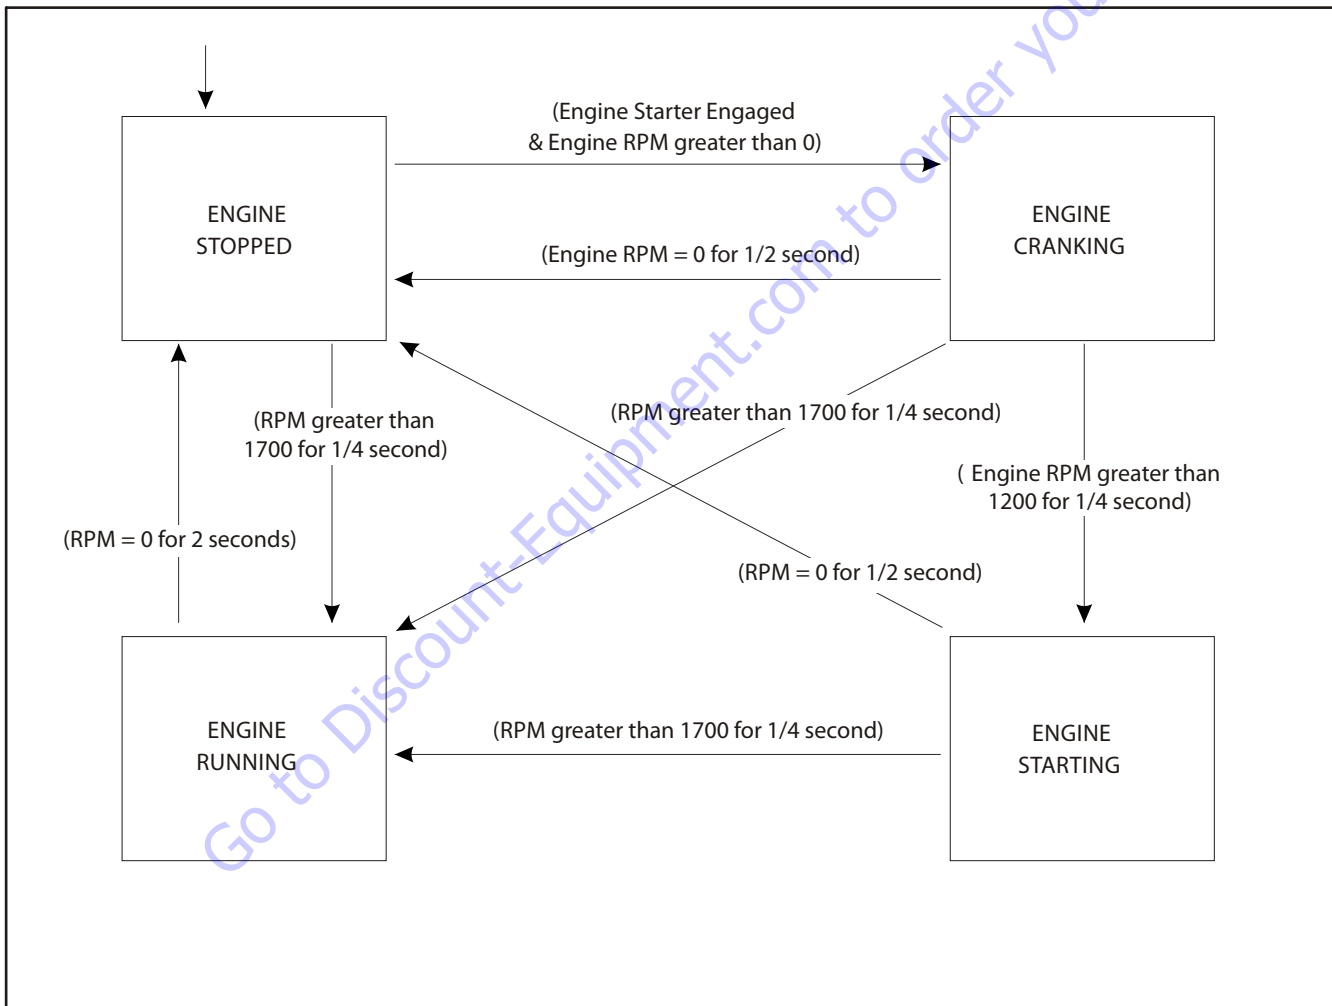 (Engine Starter Engaged
& Engine RPM greater than 0)
ENGINE
STOPPED
ENGINE
CRANKING
(Engine RPM = 0 for 1/2 second)
(RPM greater than
1700 for 1/4 second)
(RPM greater than 1700 for 1/4 second)
( Engine RPM greater than
1200 for 1/4 second)
(RPM = 0 for 2 seconds)
(RPM = 0 for 1/2 second)
ENGINE
RUNNING
(RPM greater than 1700 for 1/4 second)
ENGINE
STARTING
Go to Discount-Equipment.com to order you